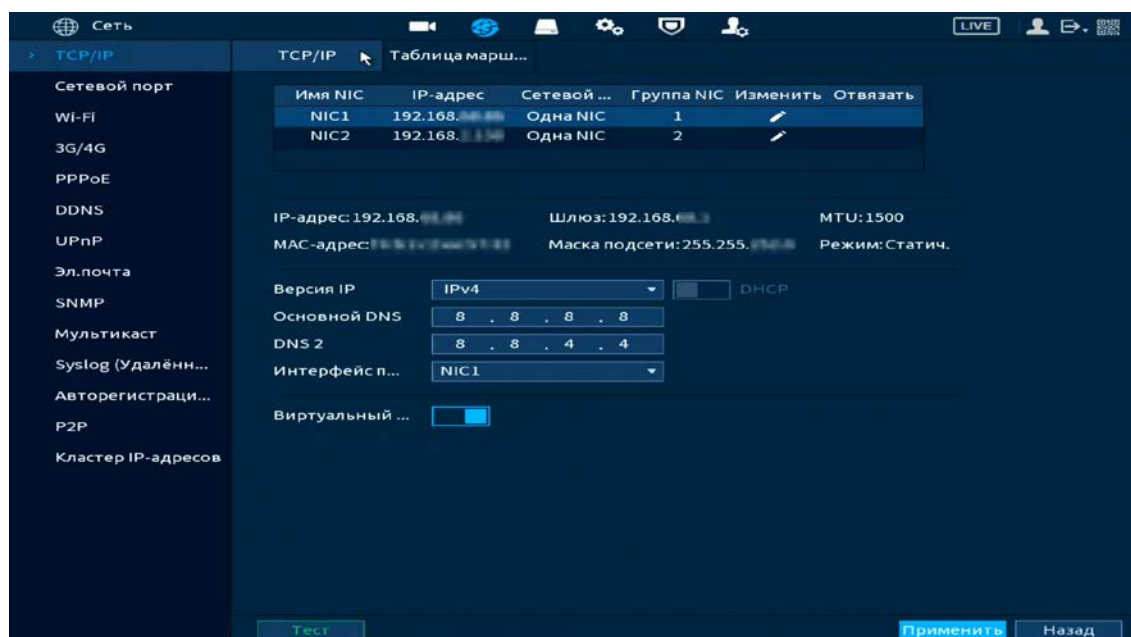 Сеть LIVE
TCP/IP
Сетевой порт
Wi-Fi
3G/4G
PPPoE
DDNS
UPnP
Эл.почта
SNMP
Мультикаст
Syslog (Удалённ...
Авторегистраци...
P2P
Кластер IP-адресов
TCP/IP Таблица марш...
Имя NIC IP-адрес Сетевой ... Группа NIC Изменить Отвязать
NIC1 192.168. Одна NIC 1
NIC2 192.168. Одна NIC 2
IP-адрес:192.168. Шлюз:192.168. MTU:1500
MAC-адрес: Маска подсети:255.255. Режим:Статич.
Версия IP IPv4 DHCP
Основной DNS 8 . 8 . 8 . 8
DNS 2 8 . 8 . 4 . 4
Интерфейс п... NIC1
Виртуальный ...
Тест Применить Назад